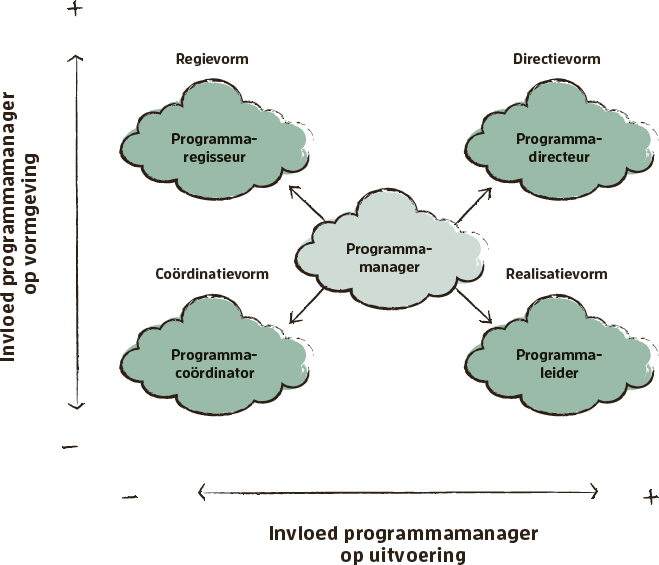 +
Regievorm
Directievorm
Programma-
regisseur
Programma-
directeur
Invloed programmamanager
op vormgeving
Programma-
manager
Coördinatievorm
Realisatievorm
Programma-
coördinator
Programma-
leider
–
–
+
Invloed programmamanager
op uitvoering